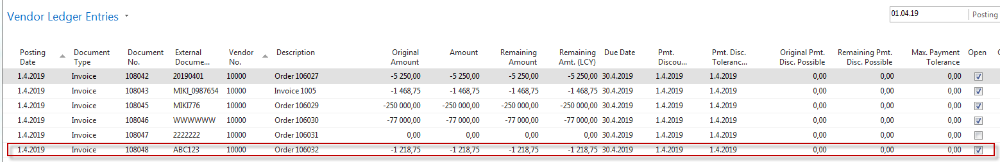 Vendor Ledger Entries
01.04.19 Posting
Posting Date Document Type Document No. External Docume... Vendor No. Description Original Amount Amount Remaining Amount Remaining Amt. (LCY) Due Date Pmt. Discou... Pmt. Disc. Toleranc... Original Pmt. Disc. Possible Remaining Pmt. Disc. Possible Max. Payment Tolerance Open
1.4.2019 Invoice 108042 20190401 10000 Order 106027 -5 250,00 -5 250,00 -5 250,00 -5 250,00 30.4.2019 1.4.2019 1.4.2019 0,00 0,00 0,00
1.4.2019 Invoice 108043 MIKI_0987654 10000 Invoice 1005 -1 468,75 -1 468,75 -1 468,75 -1 468,75 30.4.2019 1.4.2019 1.4.2019 0,00 0,00 0,00
1.4.2019 Invoice 108045 MIKI776 10000 Order 106029 -250 000,00 -250 000,00 -250 000,00 -250 000,00 30.4.2019 1.4.2019 1.4.2019 0,00 0,00 0,00
1.4.2019 Invoice 108046 WWWWWW 10000 Order 106030 -77 000,00 -77 000,00 -77 000,00 -77 000,00 30.4.2019 1.4.2019 1.4.2019 0,00 0,00 0,00
1.4.2019 Invoice 108047 2222222 10000 Order 106031 0,00 0,00 0,00 0,00 30.4.2019 1.4.2019 1.4.2019 0,00 0,00 0,00
1.4.2019 Invoice 108048 ABC123 10000 Order 106032 -1 218,75 -1 218,75 -1 218,75 -1 218,75 30.4.2019 1.4.2019 1.4.2019 0,00 0,00 0,00